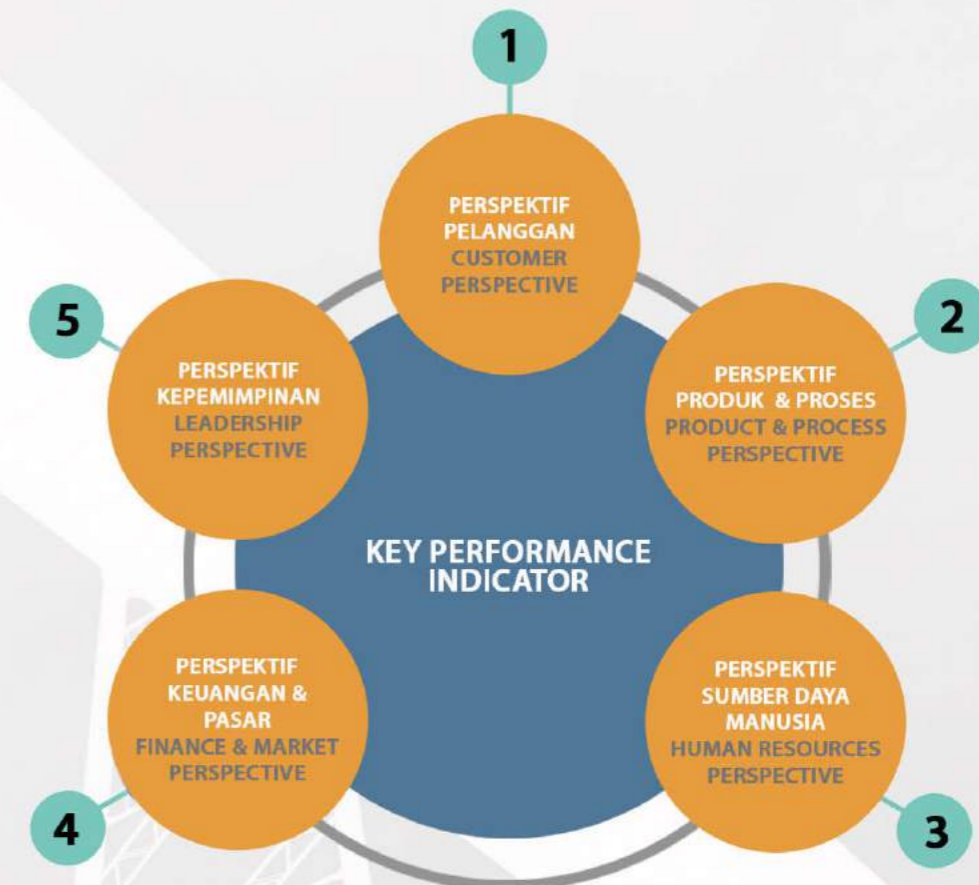 1
PERSPEKTIF
PELANGGAN
CUSTOMER
PERSPECTIVE
2
PERSPEKTIF
PRODUK & PROSES
PRODUCT & PROCESS
PERSPECTIVE
3
PERSPEKTIF
SUMBER DAYA
MANUSIA
HUMAN RESOURCES
PERSPECTIVE
4
PERSPEKTIF
KEUANGAN &
PASAR
FINANCE & MARKET
PERSPECTIVE
5
PERSPEKTIF
KEPEMIMPINAN
LEADERSHIP
PERSPECTIVE
KEY PERFORMANCE
INDICATOR